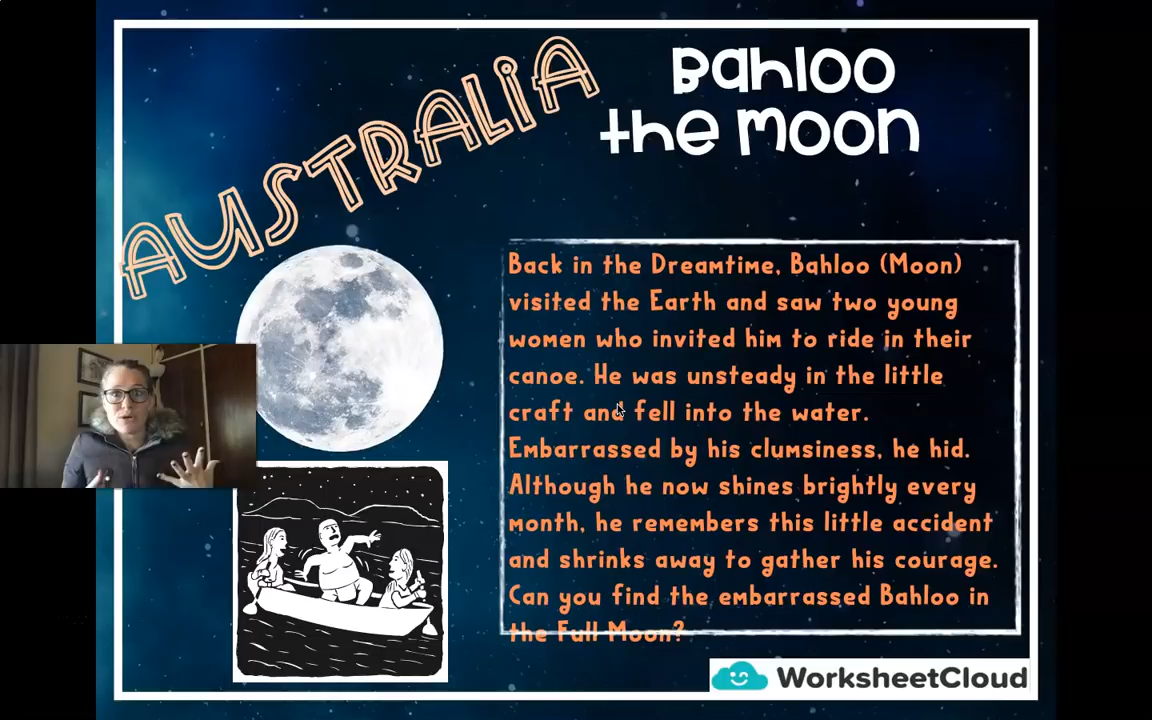 AUSTRALIA
Bahloo
the Moon
Back in the Dreamtime, Bahloo (Moon)
visited the Earth and saw two young
women who invited him to ride in their
canoe. He was unsteady in the little
craft and fell into the water.
Embarrassed by his clumsiness, he hid.
Although he now shines brightly every
month, he remembers this little accident
and shrinks away to gather his courage.
Can you find the embarrassed Bahloo in
the Full Moon?
WorksheetCloud